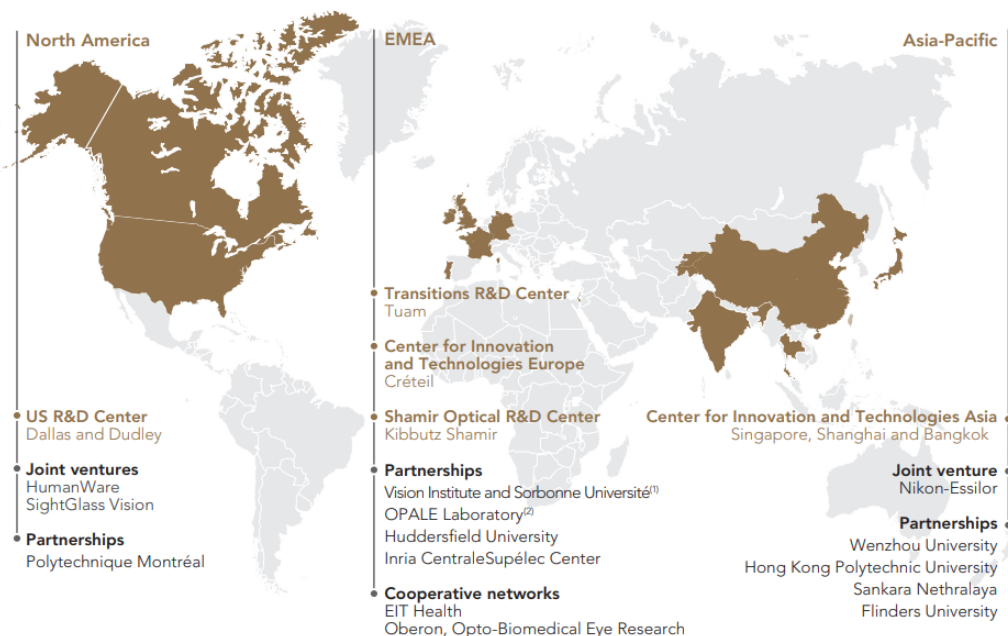 North America
US R&D Center
Dallas and Dudley
Joint ventures
HumanWare
SightGlass Vision
Partnerships
Polytechnique Montréal
EMEA
Transitions R&D Center
Tuam
Center for Innovation
and Technologies Europe
Créteil
Shamir Optical R&D Center
Kibbutz Shamir
Partnerships
Vision Institute and Sorbonne Université(1)
OPALE Laboratory(2)
Huddersfield University
Inria CentraleSupélec Center
Cooperative networks
EIT Health
Oberon, Opto-Biomedical Eye Research
Asia-Pacific
Center for Innovation and Technologies Asia
Singapore, Shanghai and Bangkok
Joint venture
Nikon-Essilor
Partnerships
Wenzhou University
Hong Kong Polytechnic University
Sankara Nethralaya
Flinders University